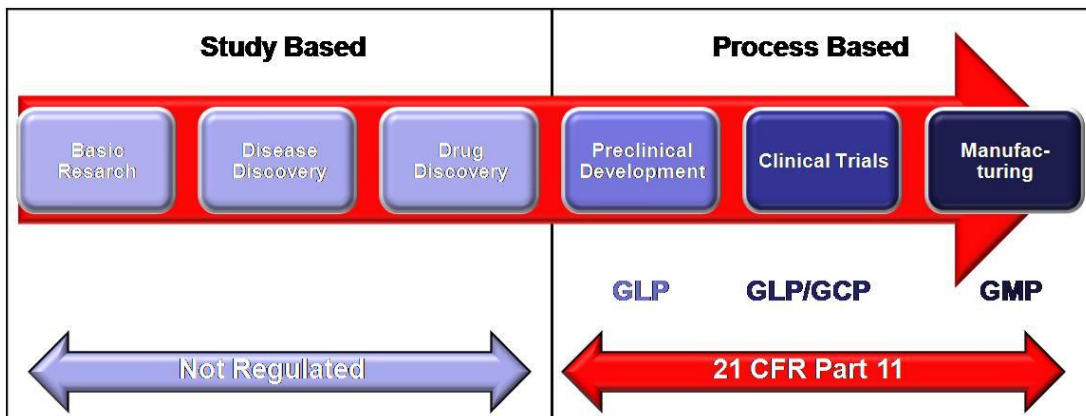 Study Based
Process Based
Basic
Resarch
Disease
Discovery
Drug
Discovery
Preclinical
Development
Clinical Trials
Manufac-
turing
GLP
GLP/GCP
GMP
Not Regulated
21 CFR Part 11